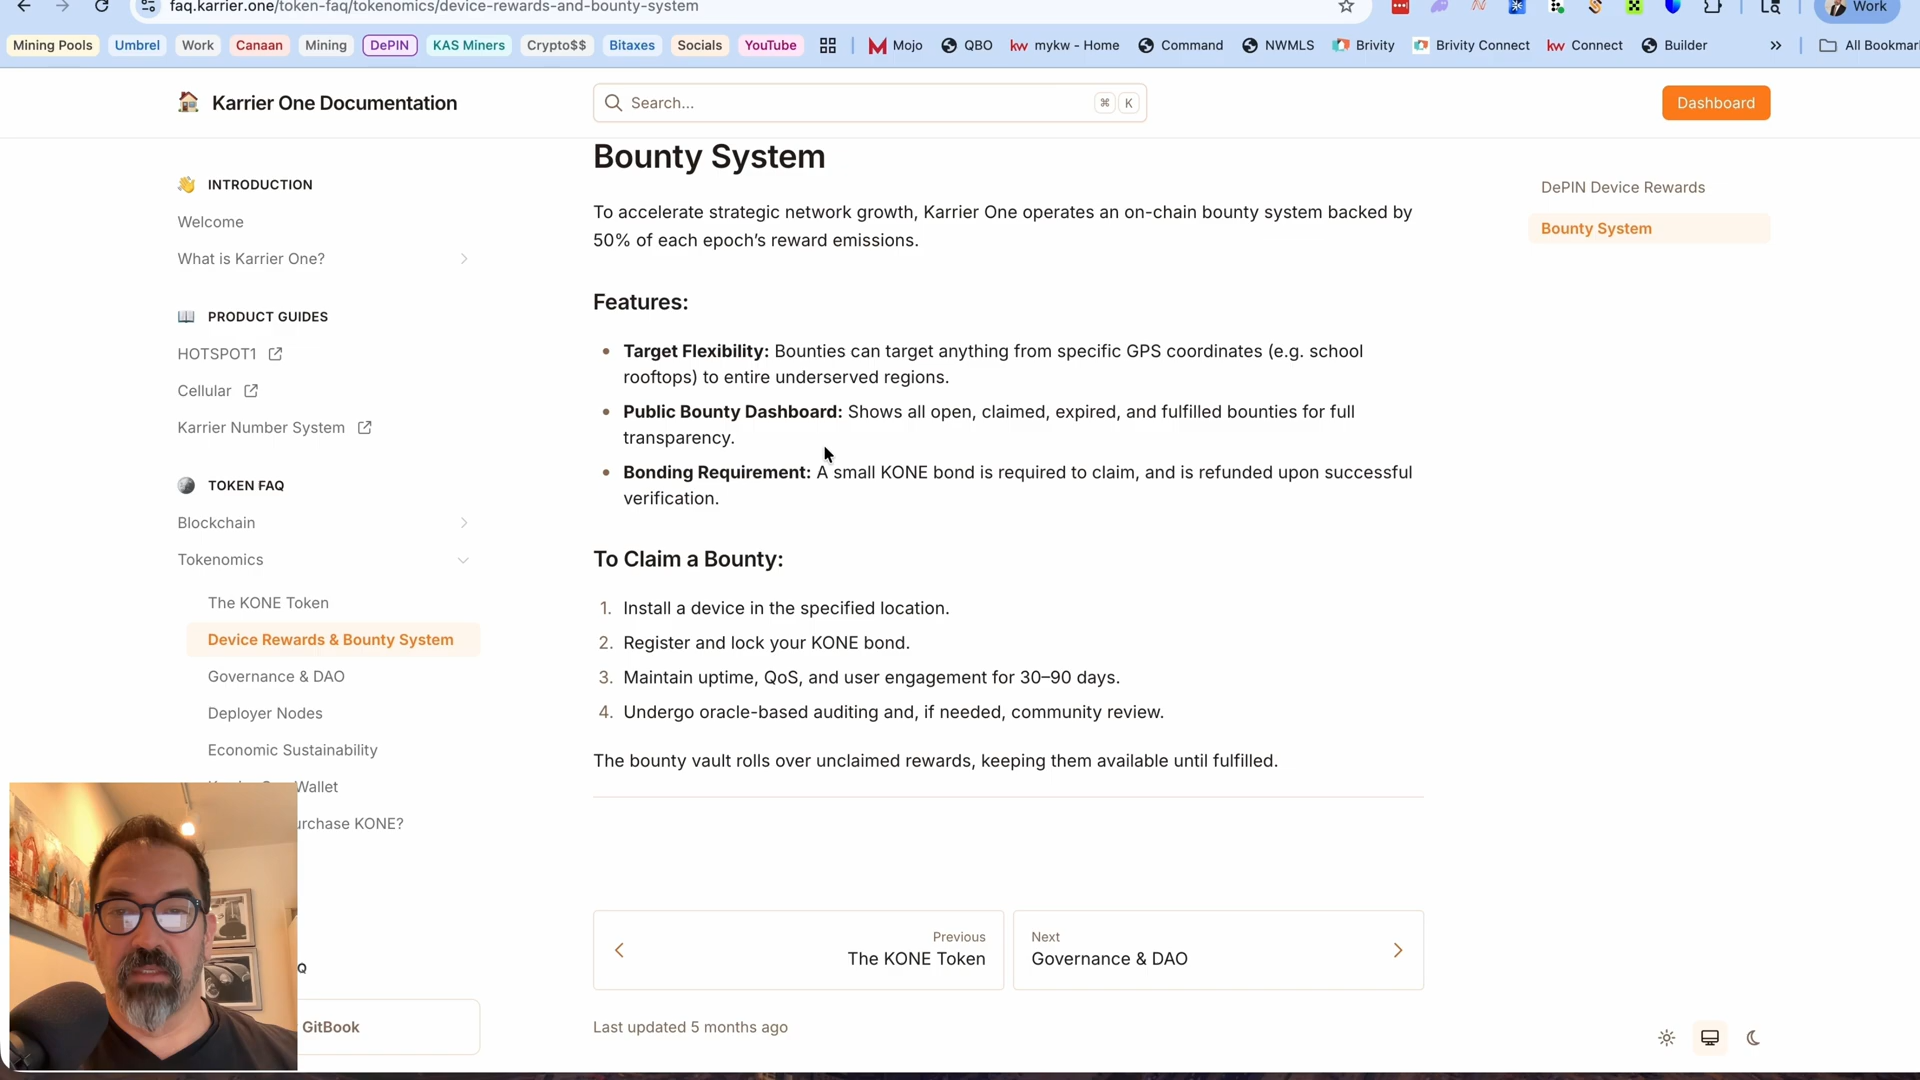 faq.karrier.one/token-faq/tokenomics/device-rewards-and-bounty-system
Work
Mining Pools
Umbrel
Work
Canaan
Mining
DePIN
KAS Miners
Crypto$$
Bitaxes
Socials
YouTube
Mojo
QBO
kw mykw - Home
Command
NWMLS
Brivity
Brivity Connect
kw Connect
Builder
All Bookmar
Karrier One Documentation
Search...
⌘ K
Dashboard
INTRODUCTION
Welcome
What is Karrier One?
PRODUCT GUIDES
HOTSPOT1
Cellular
Karrier Number System
TOKEN FAQ
Blockchain
Tokenomics
The KONE Token
Device Rewards & Bounty System
Governance & DAO
Deployer Nodes
Economic Sustainability
Wallet
urchase KONE?
Q
GitBook
Bounty System
To accelerate strategic network growth, Karrier One operates an on-chain bounty system backed by
50% of each epoch’s reward emissions.
Features:
• Target Flexibility: Bounties can target anything from specific GPS coordinates (e.g. school
rooftops) to entire underserved regions.
• Public Bounty Dashboard: Shows all open, claimed, expired, and fulfilled bounties for full
transparency.
• Bonding Requirement: A small KONE bond is required to claim, and is refunded upon successful
verification.
To Claim a Bounty:
1. Install a device in the specified location.
2. Register and lock your KONE bond.
3. Maintain uptime, QoS, and user engagement for 30–90 days.
4. Undergo oracle-based auditing and, if needed, community review.
The bounty vault rolls over unclaimed rewards, keeping them available until fulfilled.
Previous
The KONE Token
Next
Governance & DAO
Last updated 5 months ago
DePIN Device Rewards
Bounty System